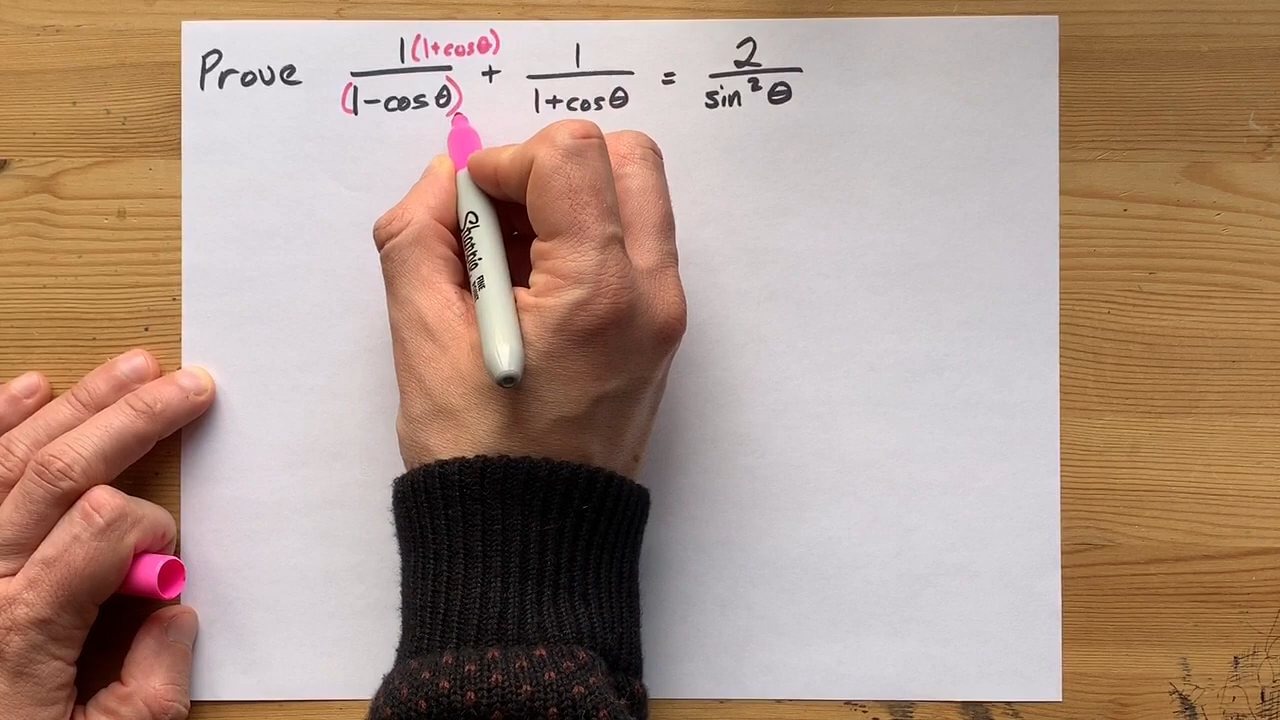 Prove 1(1+cosθ)/(1-cosθ) + 1/1+cosθ = 2/sin²θ
Sharpie FINE